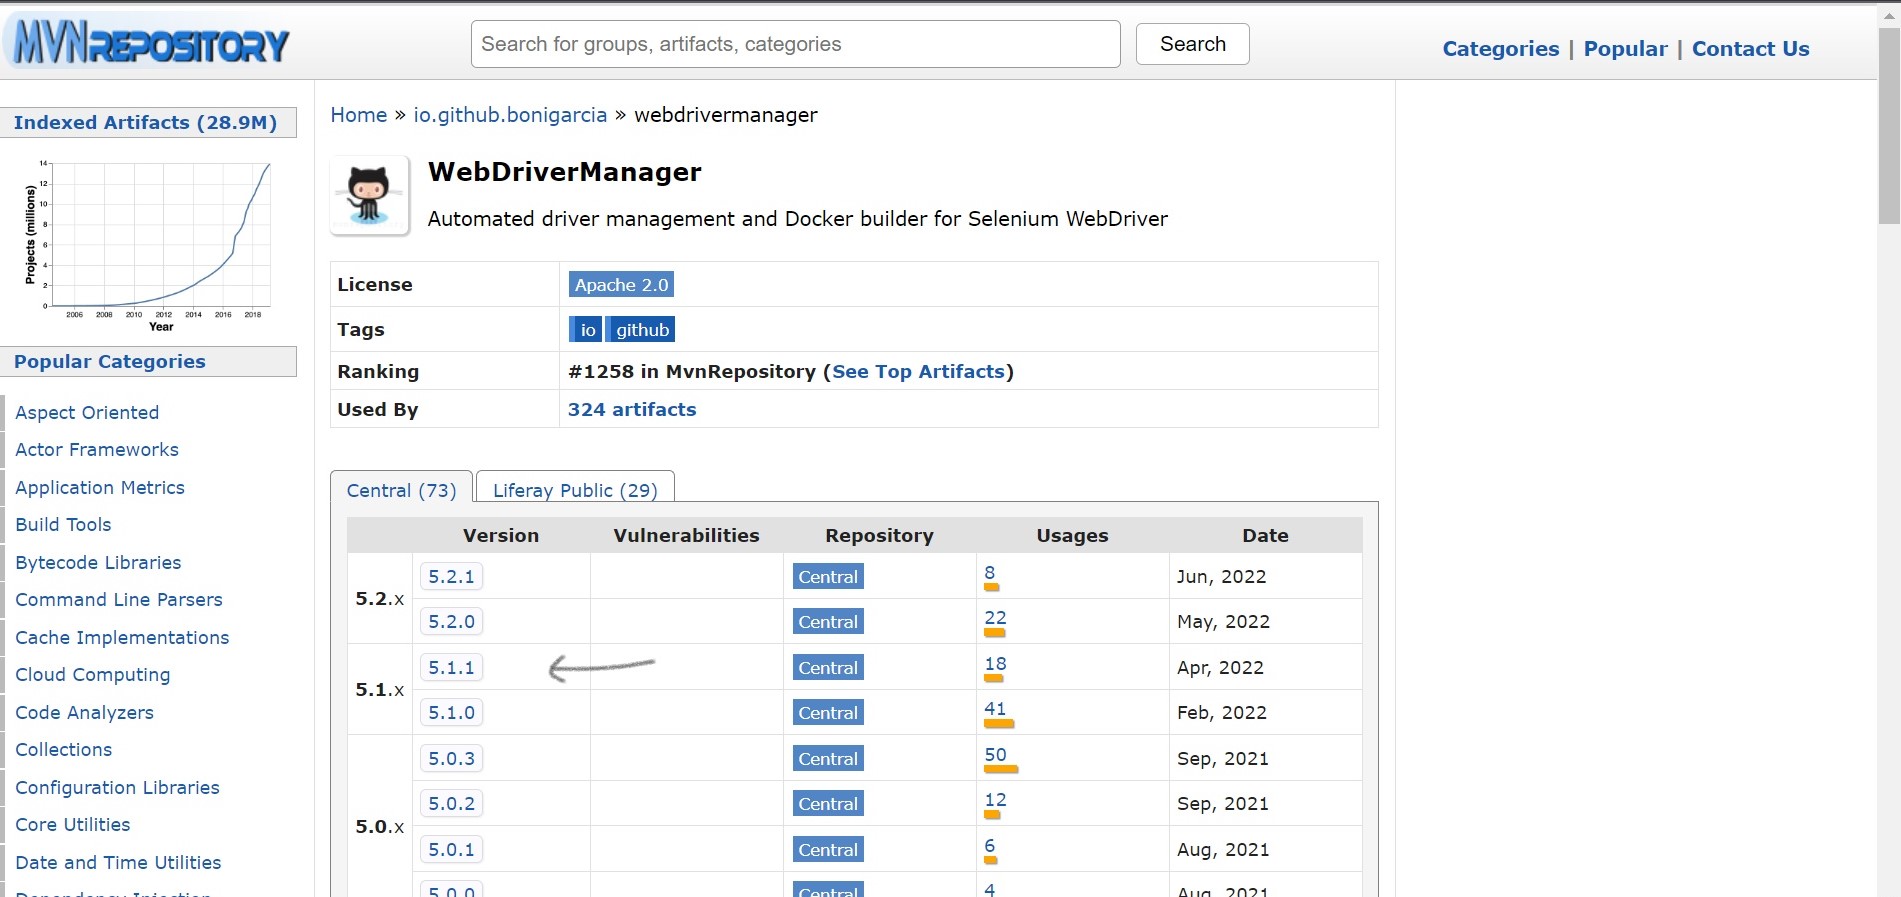 MVNREPOSITORY
Search for groups, artifacts, categories
Search
Categories | Popular | Contact Us
Indexed Artifacts (28.9M)
Projects (millions)
14
12
10
8
6
4
2
0
2006 2008 2010 2012 2014 2016 2018
Year
Popular Categories
Aspect Oriented
Actor Frameworks
Application Metrics
Build Tools
Bytecode Libraries
Command Line Parsers
Cache Implementations
Cloud Computing
Code Analyzers
Collections
Configuration Libraries
Core Utilities
Date and Time Utilities
Dependency Injection
Home » io.github.bonigarcia » webdrivermanager
WebDriverManager
Automated driver management and Docker builder for Selenium WebDriver
License Apache 2.0
Tags io github
Ranking #1258 in MvnRepository (See Top Artifacts)
Used By 324 artifacts
Central (73) Liferay Public (29)
Version Vulnerabilities Repository Usages Date
5.2.x
5.2.1 Central 8 Jun, 2022
5.2.0 Central 22 May, 2022
5.1.x
5.1.1 Central 18 Apr, 2022
5.1.0 Central 41 Feb, 2022
5.0.x
5.0.3 Central 50 Sep, 2021
5.0.2 Central 12 Sep, 2021
5.0.1 Central 6 Aug, 2021
5.0.0 Central 4 Aug, 2021